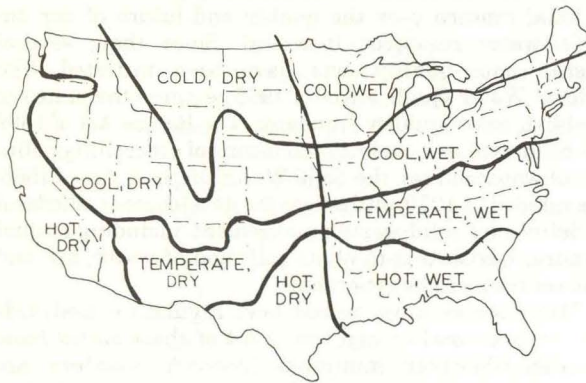 COLD, DRY
COLD, WET
COOL, WET
COOL, DRY
TEMPERATE, WET
HOT,
DRY
TEMPERATE,
DRY
HOT,
DRY
HOT, WET